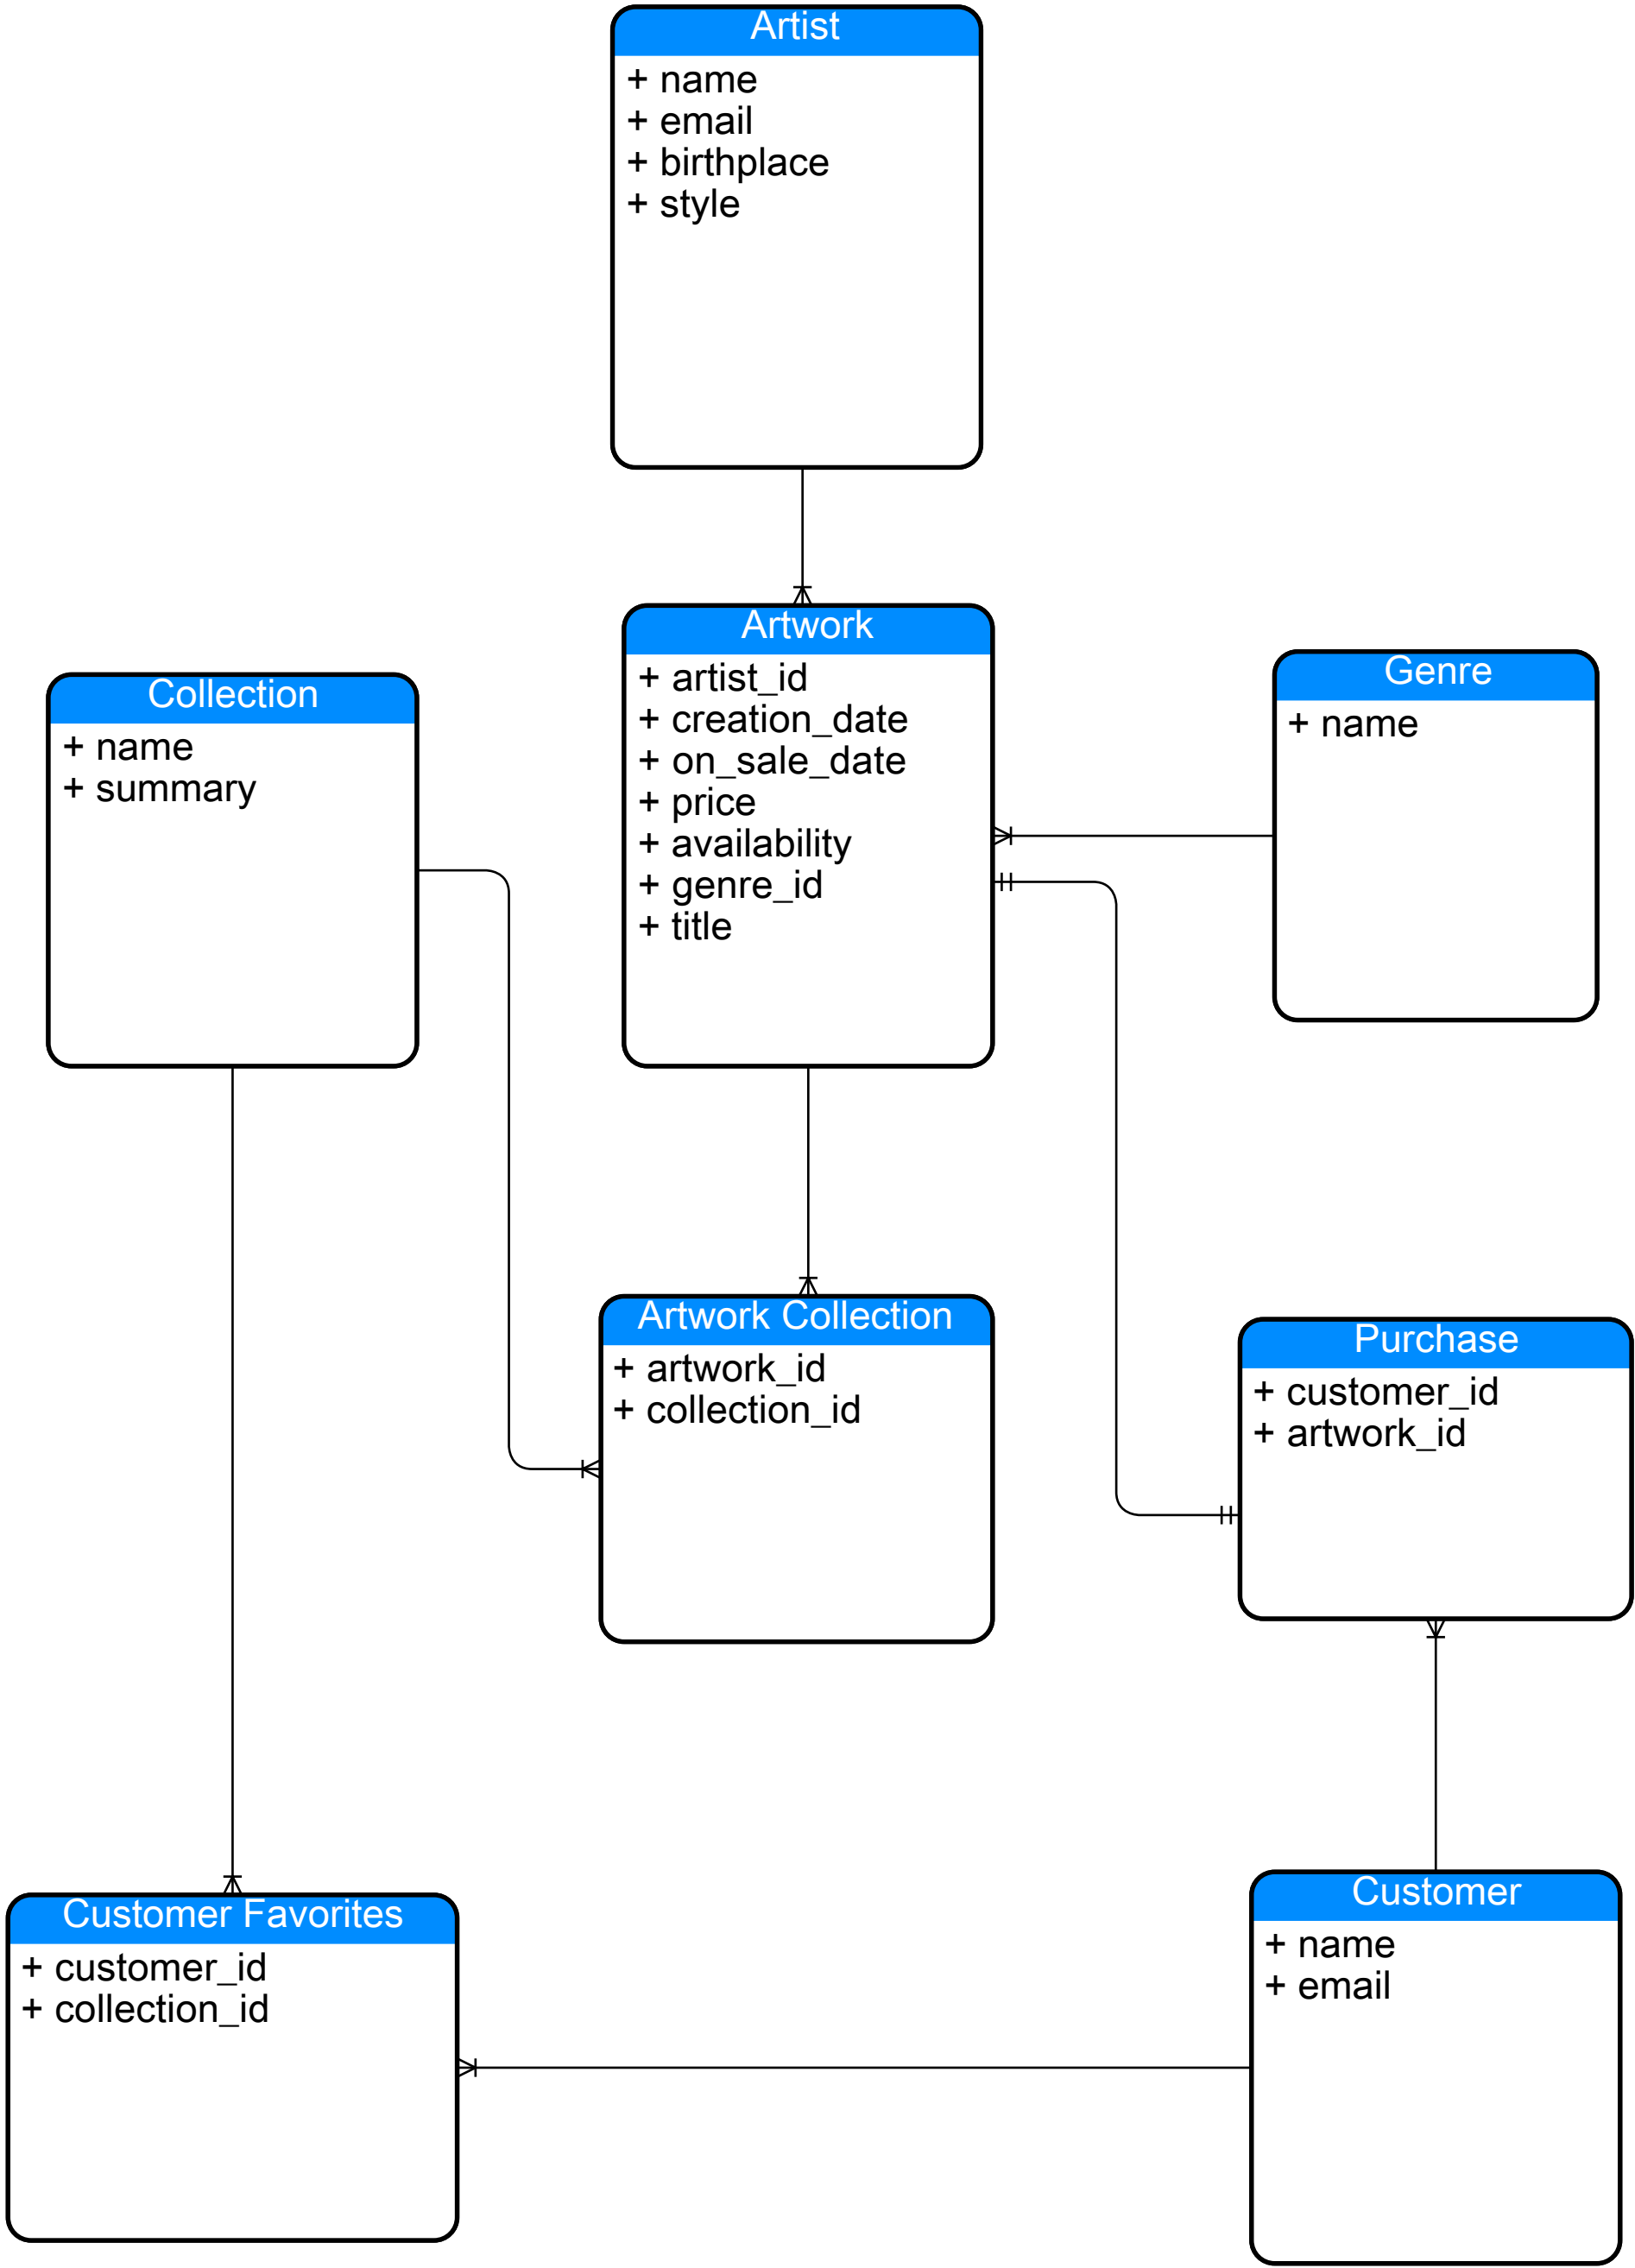 Artist
+ name
+ email
+ birthplace
+ style
Artwork
+ artist_id
+ creation_date
+ on_sale_date
+ price
+ availability
+ genre_id
+ title
Genre
+ name
Collection
+ name
+ summary
Artwork Collection
+ artwork_id
+ collection_id
Purchase
+ customer_id
+ artwork_id
Customer Favorites
+ customer_id
+ collection_id
Customer
+ name
+ email